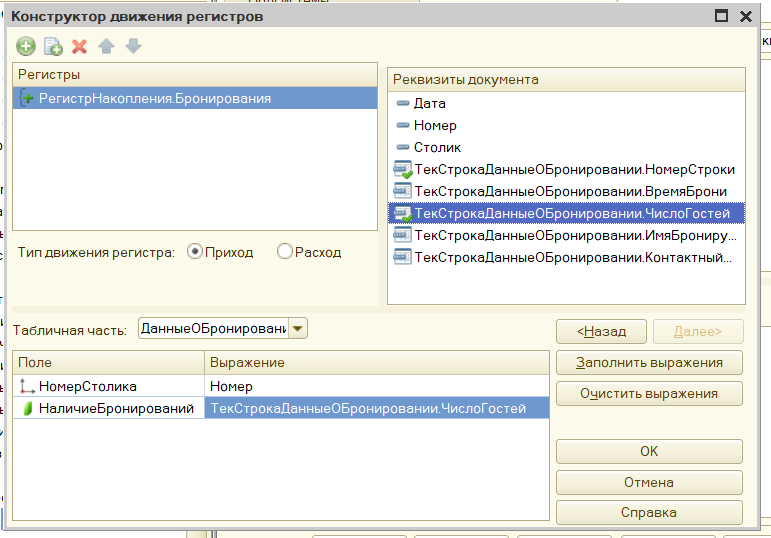 Конструктор движения регистров
Регистры
РегистрНакопления.Бронирования
Реквизиты документа
Дата
Номер
Столик
ТекСтрокаДанныеОБронировании.НомерСтроки
ТекСтрокаДанныеОБронировании.ВремяБрони
ТекСтрокаДанныеОБронировании.ЧислоГостей
ТекСтрокаДанныеОБронировании.ИмяБрониру...
ТекСтрокаДанныеОБронировании.Контактный...
Тип движения регистра: Приход Расход
Табличная часть: ДанныеОБронировани
<Назад Далее>
Поле Выражение
НомерСтолика Номер
НаличиеБронирований ТекСтрокаДанныеОБронировании.ЧислоГостей
Заполнить выражения
Очистить выражения
OK
Отмена
Справка